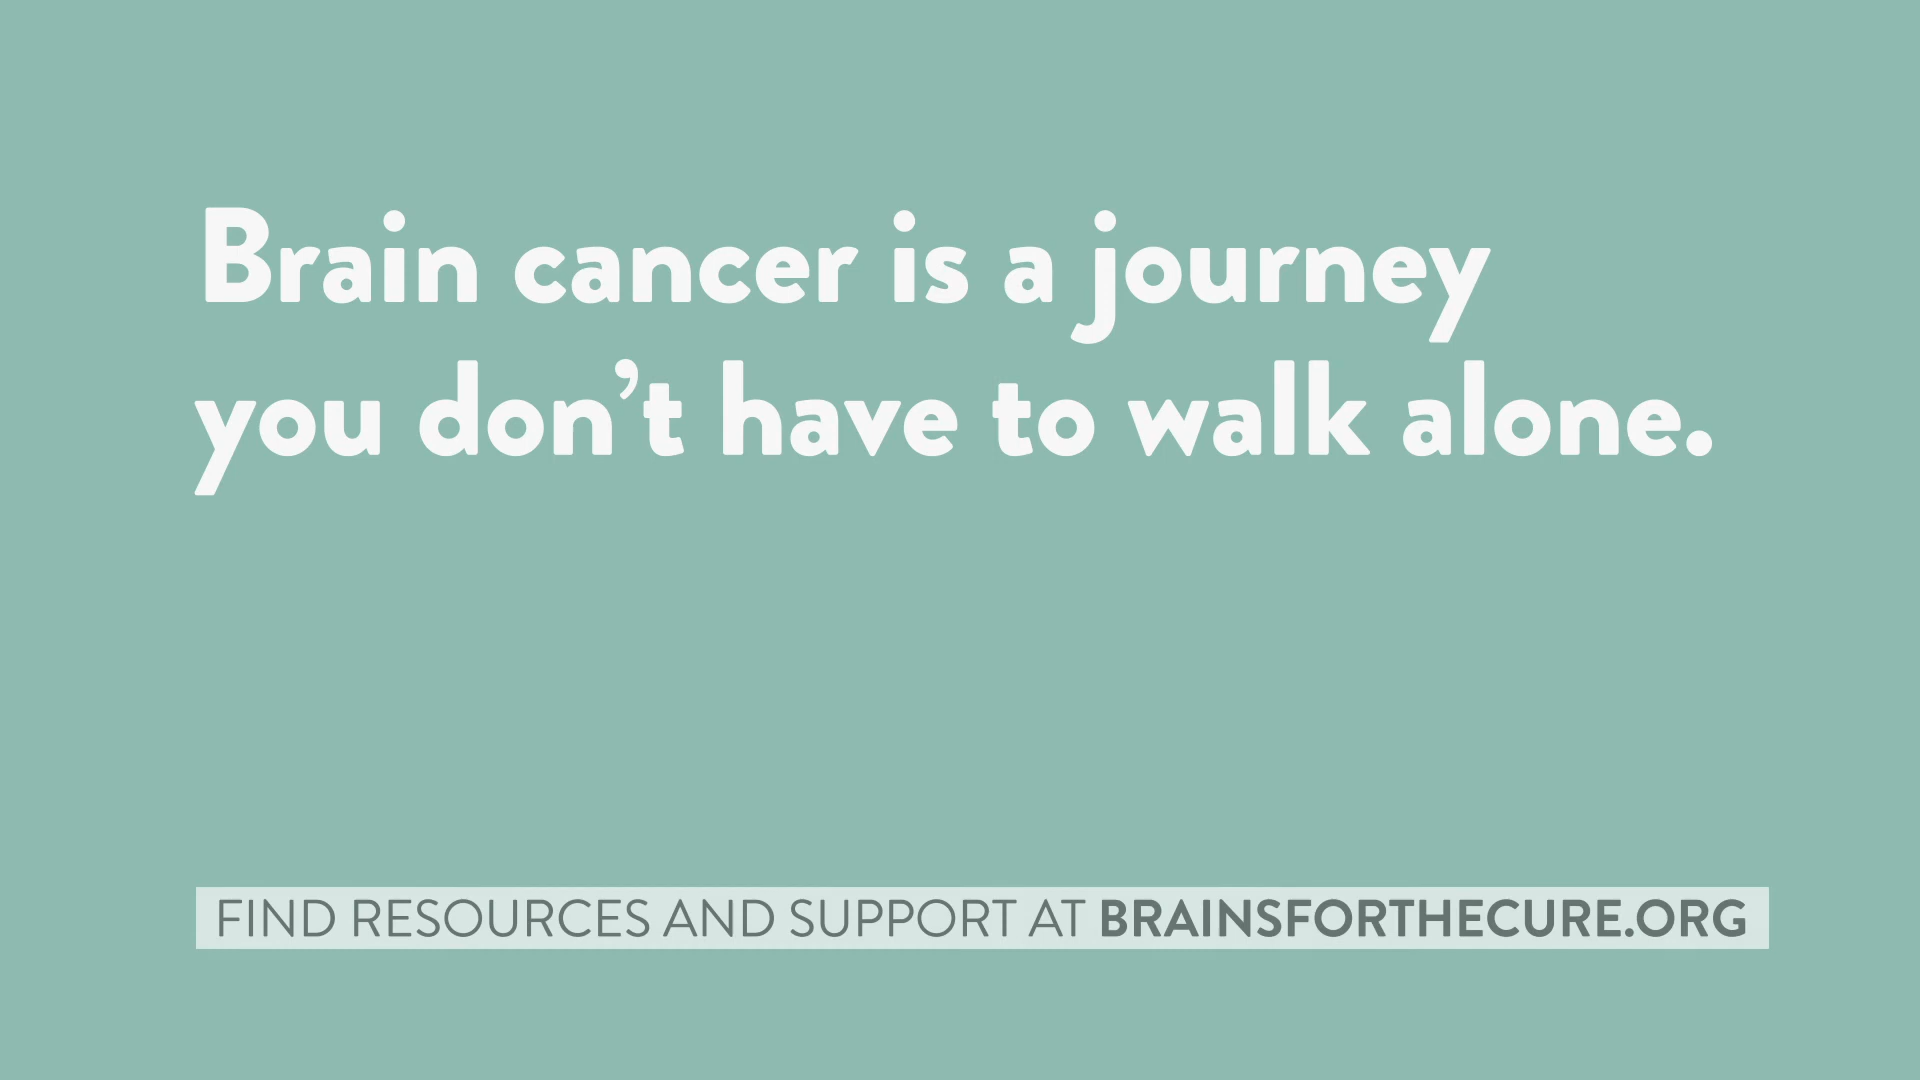 Brain cancer is a journey
you don’t have to walk alone.
FIND RESOURCES AND SUPPORT AT BRAINSFORTHECURE.ORG